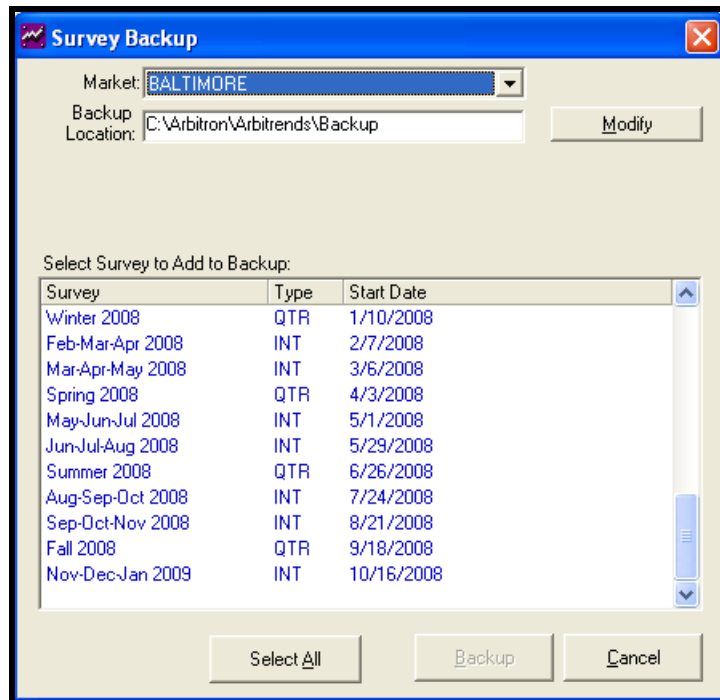 Survey Backup
Market: BALTIMORE
Backup Location: C:\Arbitron\Arbitrends\Backup
Modify
Select Survey to Add to Backup:
Survey Type Start Date
Winter 2008 QTR 1/10/2008
Feb-Mar-Apr 2008 INT 2/7/2008
Mar-Apr-May 2008 INT 3/6/2008
Spring 2008 QTR 4/3/2008
May-Jun-Jul 2008 INT 5/1/2008
Jun-Jul-Aug 2008 INT 5/29/2008
Summer 2008 QTR 6/26/2008
Aug-Sep-Oct 2008 INT 7/24/2008
Sep-Oct-Nov 2008 INT 8/21/2008
Fall 2008 QTR 9/18/2008
Nov-Dec-Jan 2009 INT 10/16/2008
Select All Backup Cancel